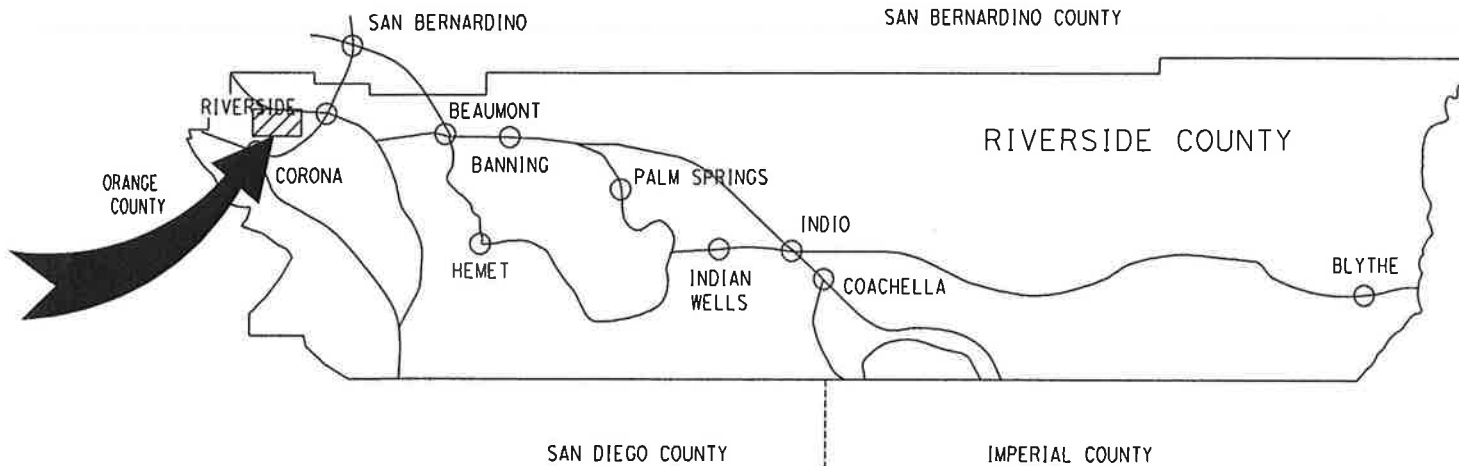 SAN BERNARDINO COUNTY
SAN BERNARDINO
RIVERSIDE
BEAUMONT
RIVERSIDE COUNTY
BANNING
CORONA
PALM SPRINGS
ORANGE
COUNTY
INDIO
HEMET
INDIAN
WELLS
COACHELLA
BLYTHE
SAN DIEGO COUNTY
IMPERIAL COUNTY